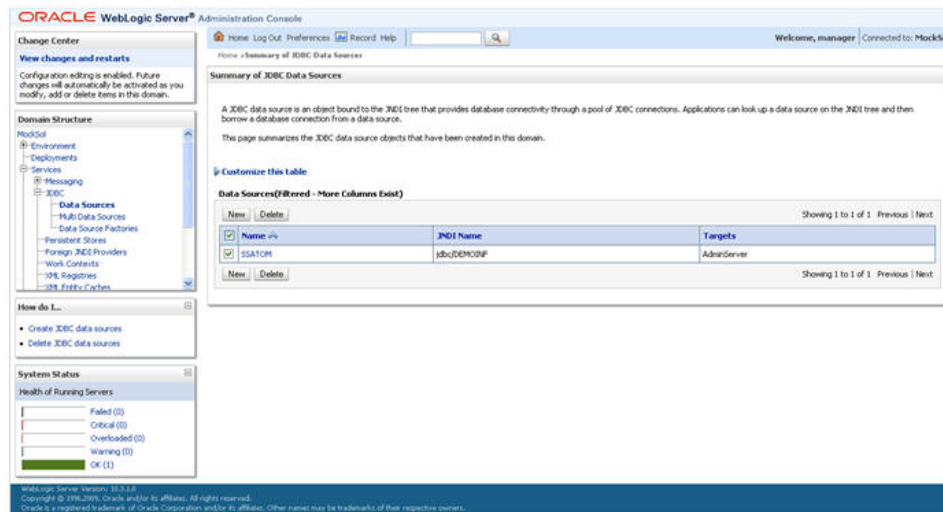 ORACLE WebLogic Server® Administration Console
Change Center
View changes and restarts
Configuration editing is enabled. Future
changes will automatically be activated as you
modify, add or delete items in this domain.
Domain Structure
MockSol
Environment
Deployments
Services
Messaging
JDBC
Data Sources
Multi Data Sources
Data Source Factories
Persistent Stores
Foreign JNDI Providers
Work Contexts
XML Registries
XML Entity Caches
How do I...
Create JDBC data sources
Delete JDBC data sources
System Status
Health of Running Servers
Failed (0)
Critical (0)
Overloaded (0)
Warning (0)
OK (1)
Home Log Out Preferences Record Help
Welcome, manager Connected to: MockS
Home >Summary of JDBC Data Sources
Summary of JDBC Data Sources
A JDBC data source is an object bound to the JNDI tree that provides database connectivity through a pool of JDBC connections. Applications can look up a data source on the JNDI tree and then
borrow a database connection from a data source.
This page summarizes the JDBC data source objects that have been created in this domain.
Customize this table
Data Sources(Filtered - More Columns Exist)
New Delete Showing 1 to 1 of 1 Previous | Next
Name JNDI Name Targets
SSATOM jdbc/DEMOINF AdminServer
New Delete Showing 1 to 1 of 1 Previous | Next
WebLogic Server Version: 10.3.1.0
Copyright © 1996,2009, Oracle and/or its affiliates. All rights reserved.
Oracle is a registered trademark of Oracle Corporation and/or its affiliates. Other names may be trademarks of their respective owners.